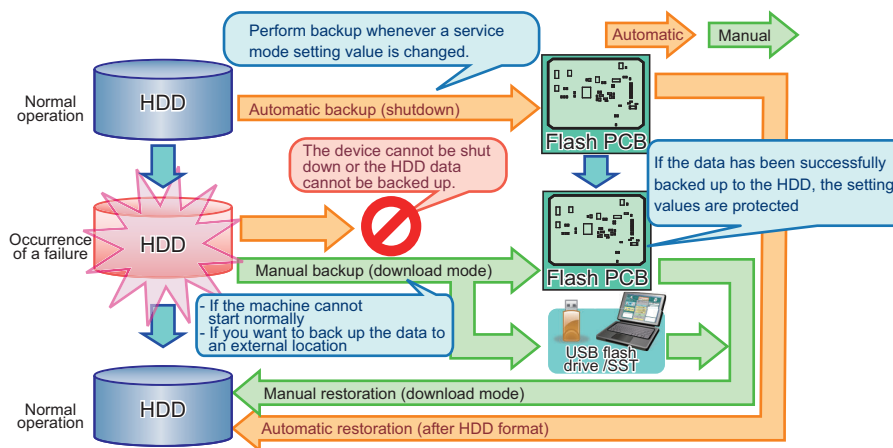 Perform backup whenever a service
mode setting value is changed.
Automatic
Manual
Normal
operation
HDD
Automatic backup (shutdown)
Flash PCB
The device cannot be shut
down or the HDD data
cannot be backed up.
If the data has been successfully
backed up to the HDD, the setting
values are protected
Occurrence
of a failure
HDD
Manual backup (download mode)
Flash PCB
- If the machine cannot
start normally
- If you want to back up the data to
an external location
USB flash
drive /SST
Normal
operation
HDD
Manual restoration (download mode)
Automatic restoration (after HDD format)